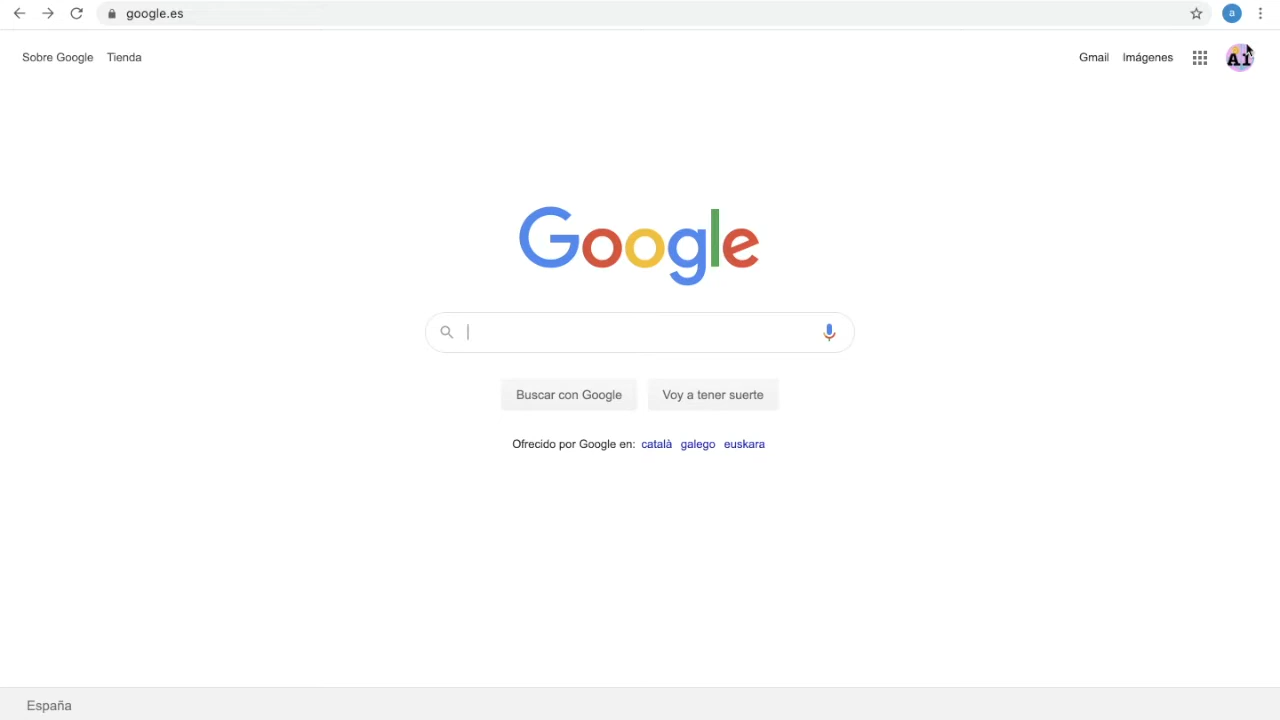 google.es
a
Sobre Google Tienda
Gmail Imágenes
AI
Google
Buscar con Google Voy a tener suerte
Ofrecido por Google en: català galego euskara
España